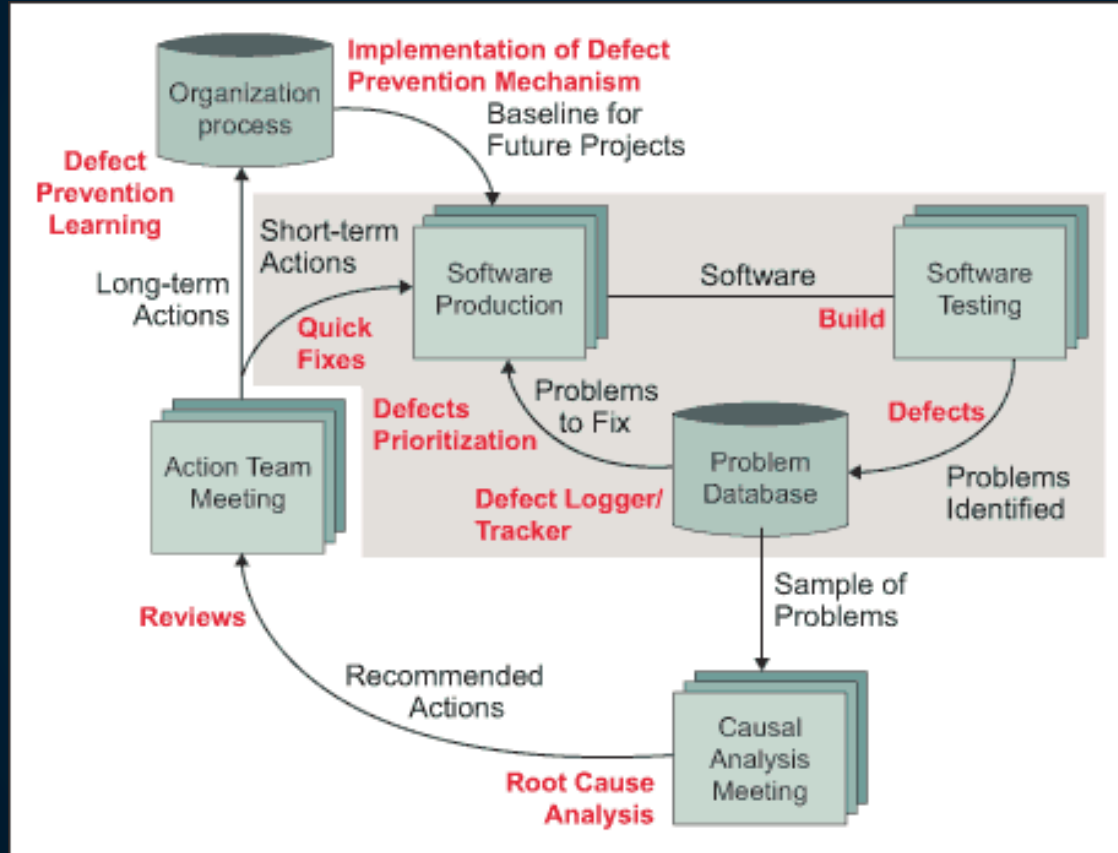 Implementation of Defect
Prevention Mechanism
Organization
process
Baseline for
Future Projects
Defect
Prevention
Learning
Short-term
Actions
Long-term
Actions
Quick
Fixes
Software
Production
Software
Build
Software
Testing
Defects
Prioritization
Problems
to Fix
Defects
Problems
Identified
Action Team
Meeting
Defect Logger/
Tracker
Problem
Database
Sample of
Problems
Reviews
Recommended
Actions
Root Cause
Analysis
Causal
Analysis
Meeting